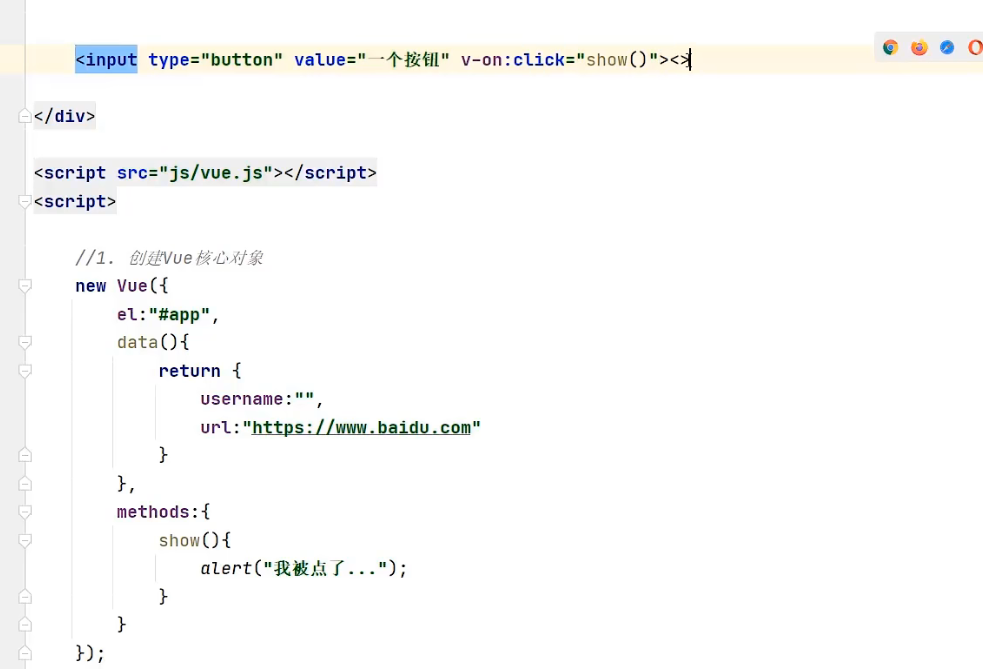 <input type="button" value="一个按钮" v-on:click="show()"><>
</div>
<script src="js/vue.js"></script>
<script>
//1. 创建Vue核心对象
new Vue({
el:"#app",
data(){
return {
username:"",
url:"https://www.baidu.com"
}
},
methods:{
show(){
alert("我被点了...");
}
}
});